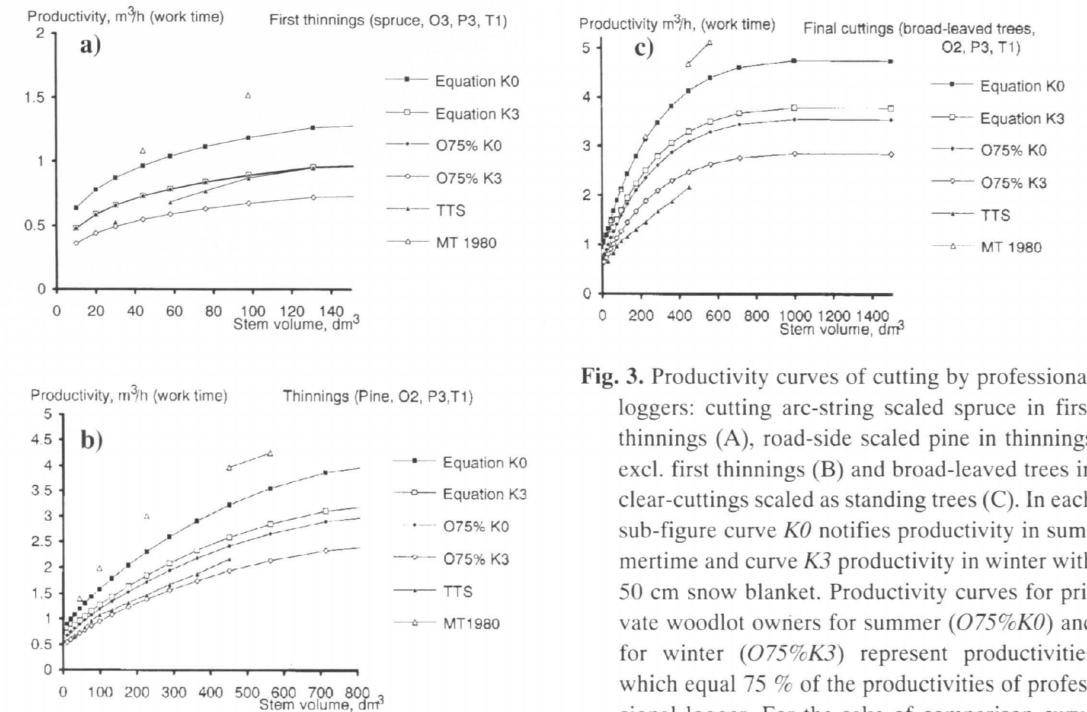 Productivity, m³/h (work time) First thinnings (spruce, O3, P3, T1)
a)
2
1.5
1
0.5
0
0 20 40 60 80 100 120 140
Stem volume, dm³
Equation K0
Equation K3
O75% K0
O75% K3
TTS
MT 1980
Productivity, m³/h (work time) Thinnings (Pine, O2, P3,T1)
b)
5
4.5
4
3.5
3
2.5
2
1.5
1
0.5
0
0 100 200 300 400 500 600 700 800
Stem volume, dm³
Equation K0
Equation K3
O75% K0
O75% K3
TTS
MT1980
Productivity m³/h, (work time) Final cuttings (broad-leaved trees,
O2, P3, T1)
c)
5
4
3
2
1
0
0 200 400 600 800 1000 1200 1400
Stem volume, dm³
Equation K0
Equation K3
O75% K0
O75% K3
TTS
MT 1980
Fig. 3. Productivity curves of cutting by professiona
loggers: cutting arc-string scaled spruce in firs
thinnings (A), road-side scaled pine in thinning
excl. first thinnings (B) and broad-leaved trees in
clear-cuttings scaled as standing trees (C). In each
sub-figure curve K0 notifies productivity in sum
mertime and curve K3 productivity in winter with
50 cm snow blanket. Productivity curves for pri
vate woodlot owners for summer (O75%K0) and
for winter (O75%K3) represent productivitie
which equal 75 % of the productivities of profes